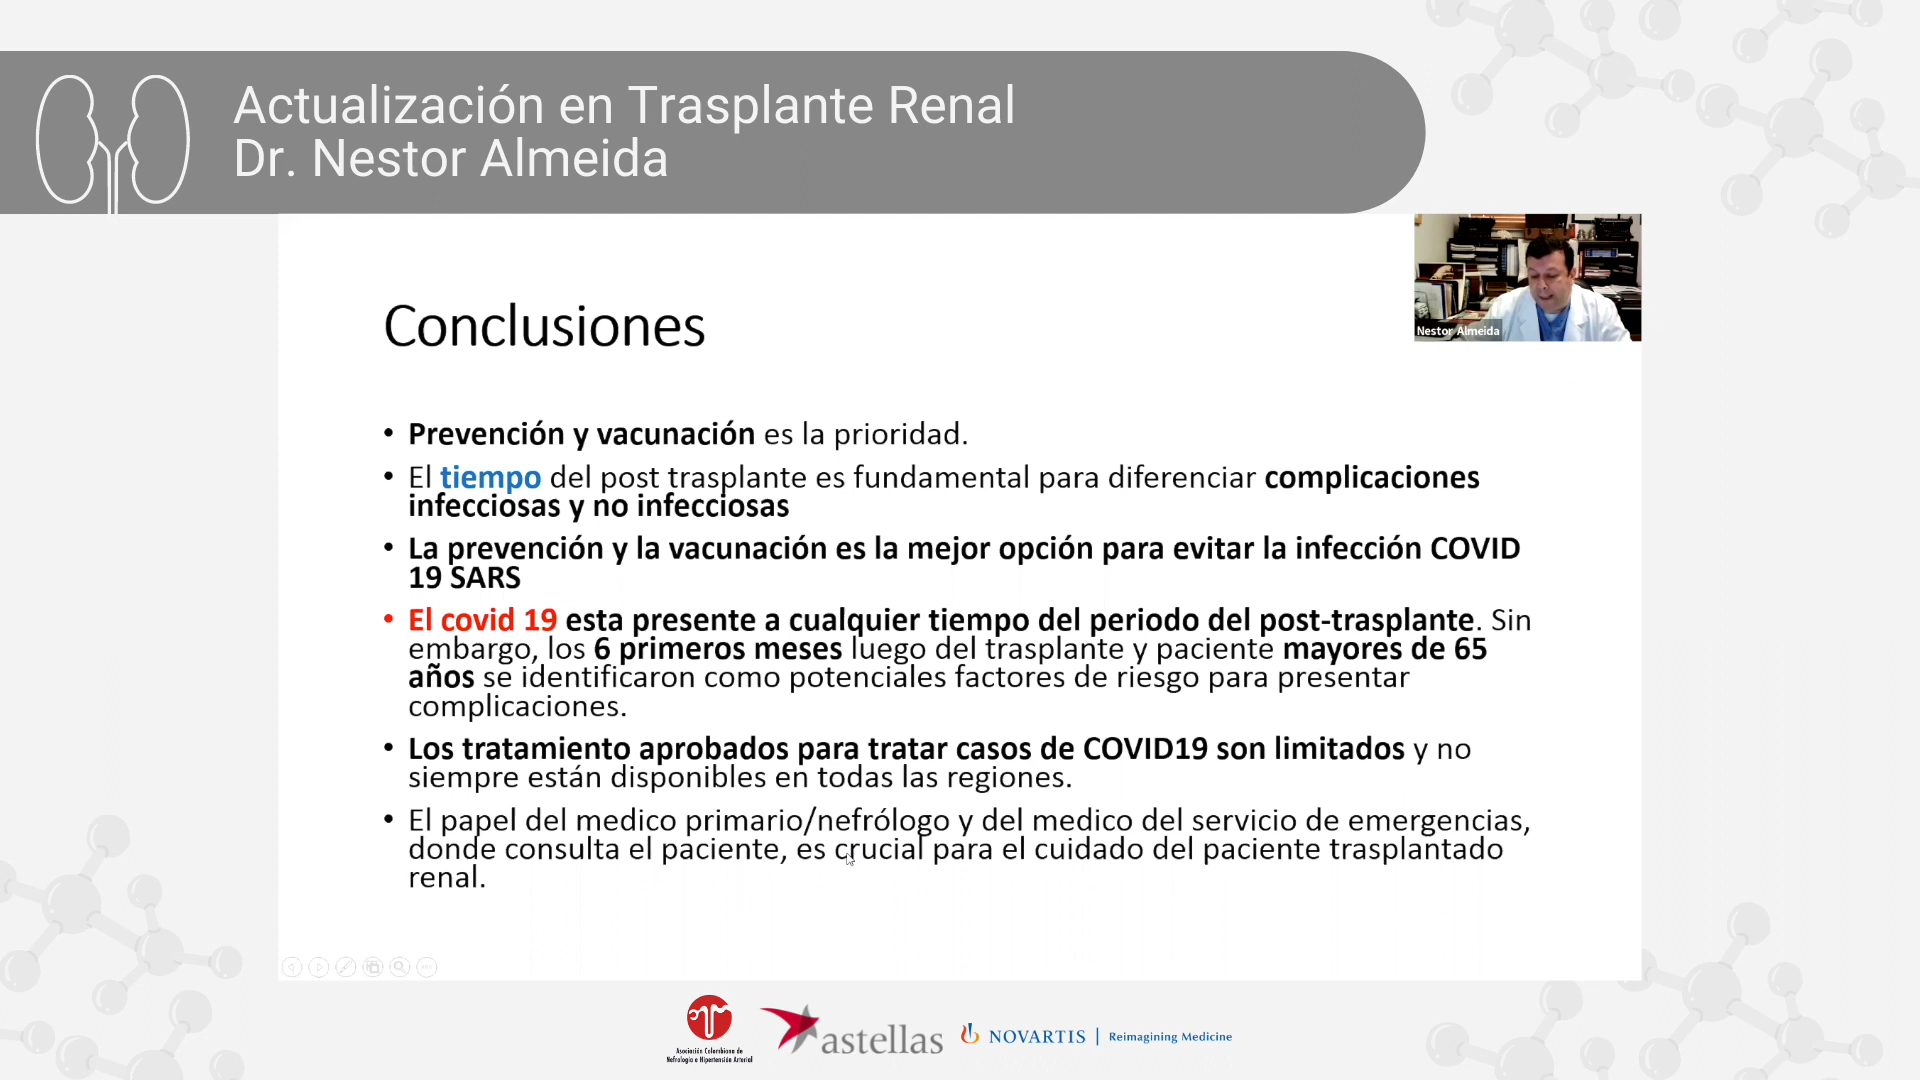 Actualización en Trasplante Renal
Dr. Nestor Almeida
Nestor Almeida
Conclusiones
• Prevención y vacunación es la prioridad.
• El tiempo del post trasplante es fundamental para diferenciar complicaciones
infecciosas y no infecciosas
• La prevención y la vacunación es la mejor opción para evitar la infección COVID
19 SARS
• El covid 19 esta presente a cualquier tiempo del periodo del post-trasplante. Sin
embargo, los 6 primeros meses luego del trasplante y paciente mayores de 65
años se identificaron como potenciales factores de riesgo para presentar
complicaciones.
• Los tratamiento aprobados para tratar casos de COVID19 son limitados y no
siempre están disponibles en todas las regiones.
• El papel del medico primario/nefrólogo y del medico del servicio de emergencias,
donde consulta el paciente, es crucial para el cuidado del paciente trasplantado
renal.
Asociación Colombiana de
Nefrología e Hipertensión Arterial
astellas
NOVARTIS | Reimagining Medicine